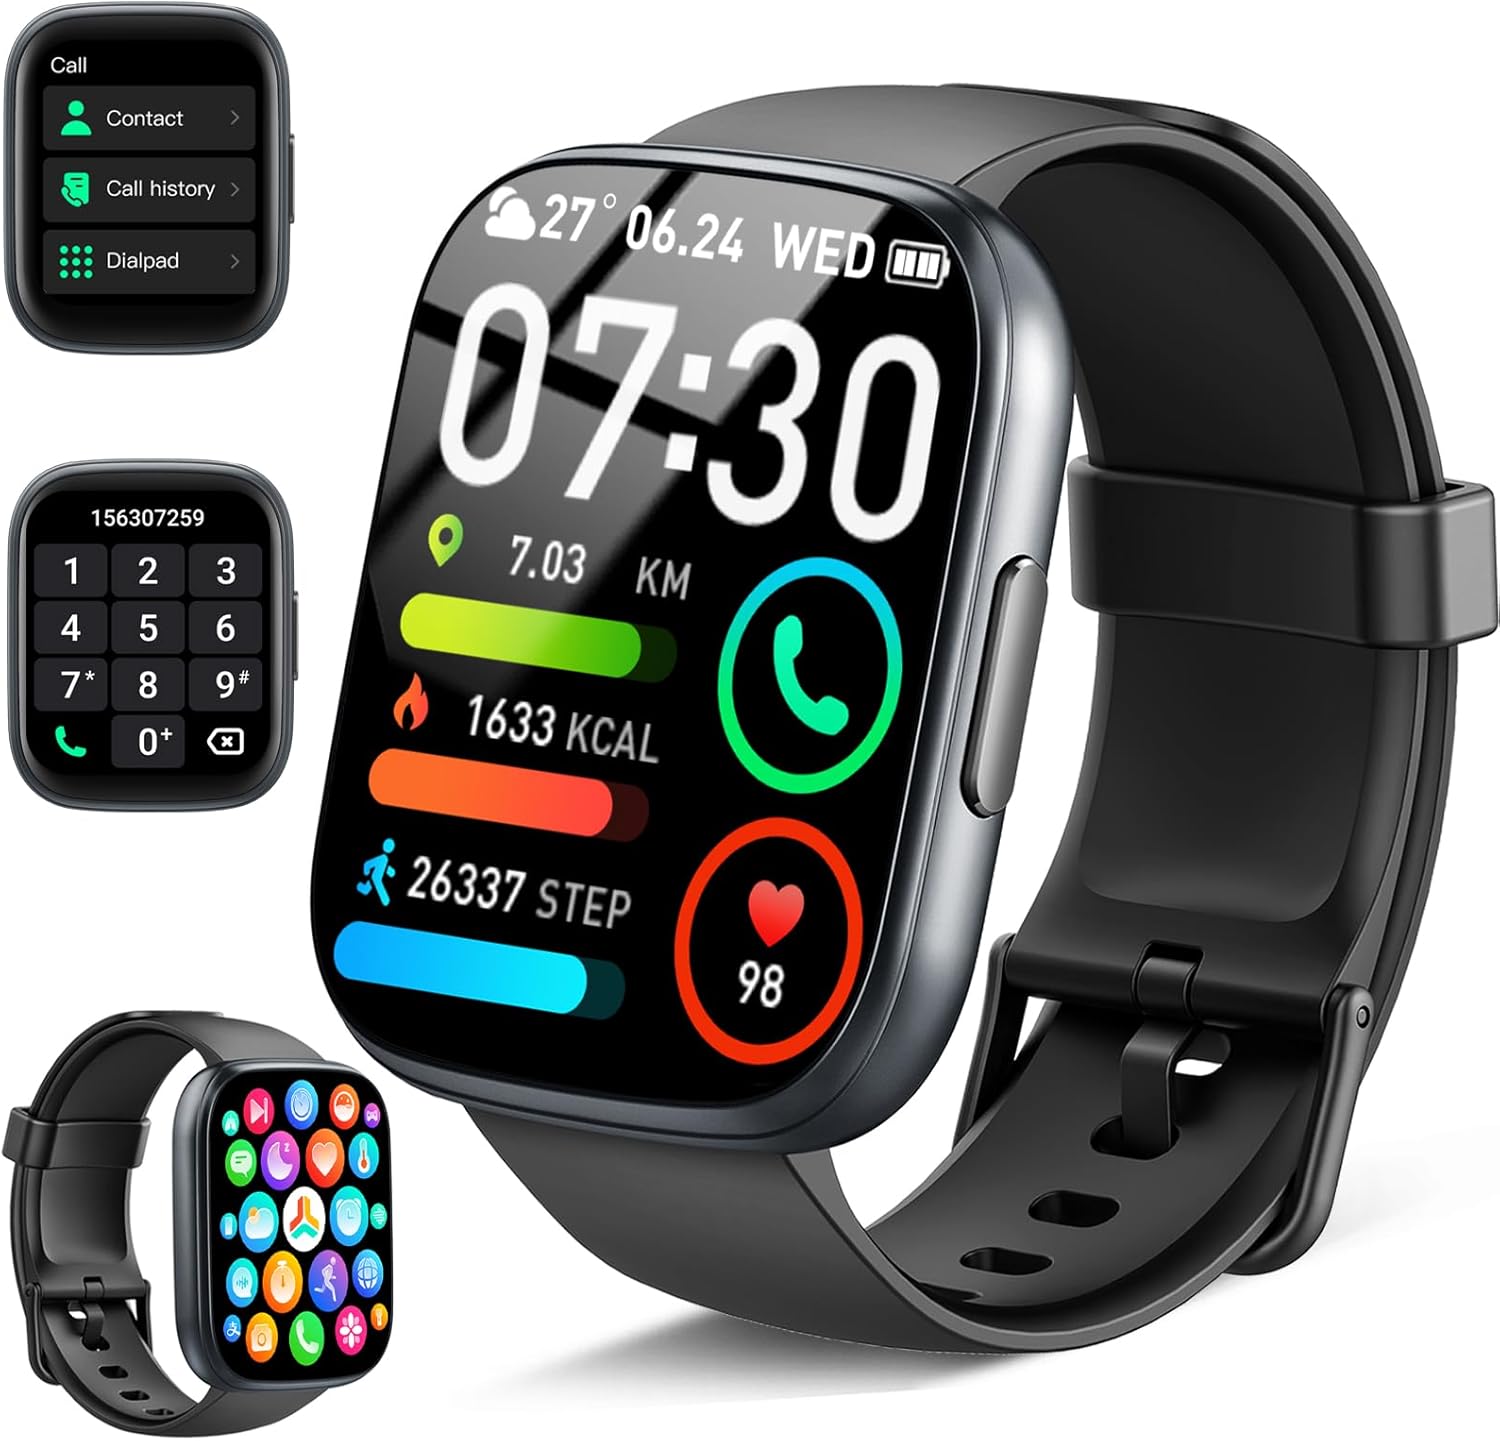 Call
Contact
Call history
Dialpad
156307259
1 2 3
4 5 6
7* 8 9#
0+
27° 06.24 WED
07:30
7.03 KM
1633 KCAL
26337 STEP
98